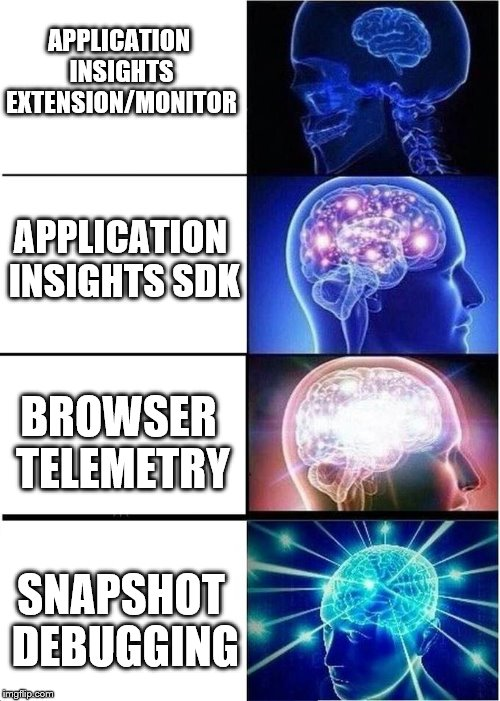 APPLICATION
INSIGHTS
EXTENSION/MONITOR
APPLICATION
INSIGHTS SDK
BROWSER
TELEMETRY
SNAPSHOT
DEBUGGING
imgflip.com